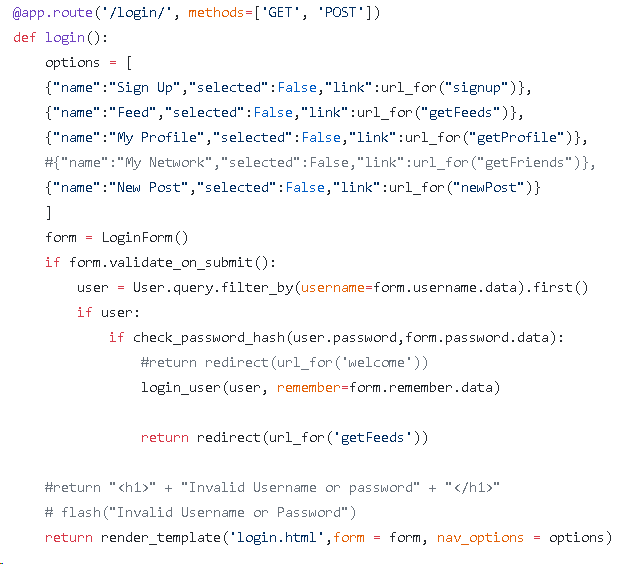 @app.route('/login/', methods=['GET', 'POST'])
def login():
    options = [
    {"name":"Sign Up","selected":False,"link":url_for("signup")},
    {"name":"Feed","selected":False,"link":url_for("getFeeds")},
    {"name":"My Profile","selected":False,"link":url_for("getProfile")},
    #{"name":"My Network","selected":False,"link":url_for("getFriends")},
    {"name":"New Post","selected":False,"link":url_for("newPost")}
    ]
    form = LoginForm()
    if form.validate_on_submit():
        user = User.query.filter_by(username=form.username.data).first()
        if user:
            if check_password_hash(user.password,form.password.data):
                #return redirect(url_for('welcome'))
                login_user(user, remember=form.remember.data)

                return redirect(url_for('getFeeds'))

    #return "<h1>" + "Invalid Username or password" + "</h1>"
    # flash("Invalid Username or Password")
    return render_template('login.html',form = form, nav_options = options)